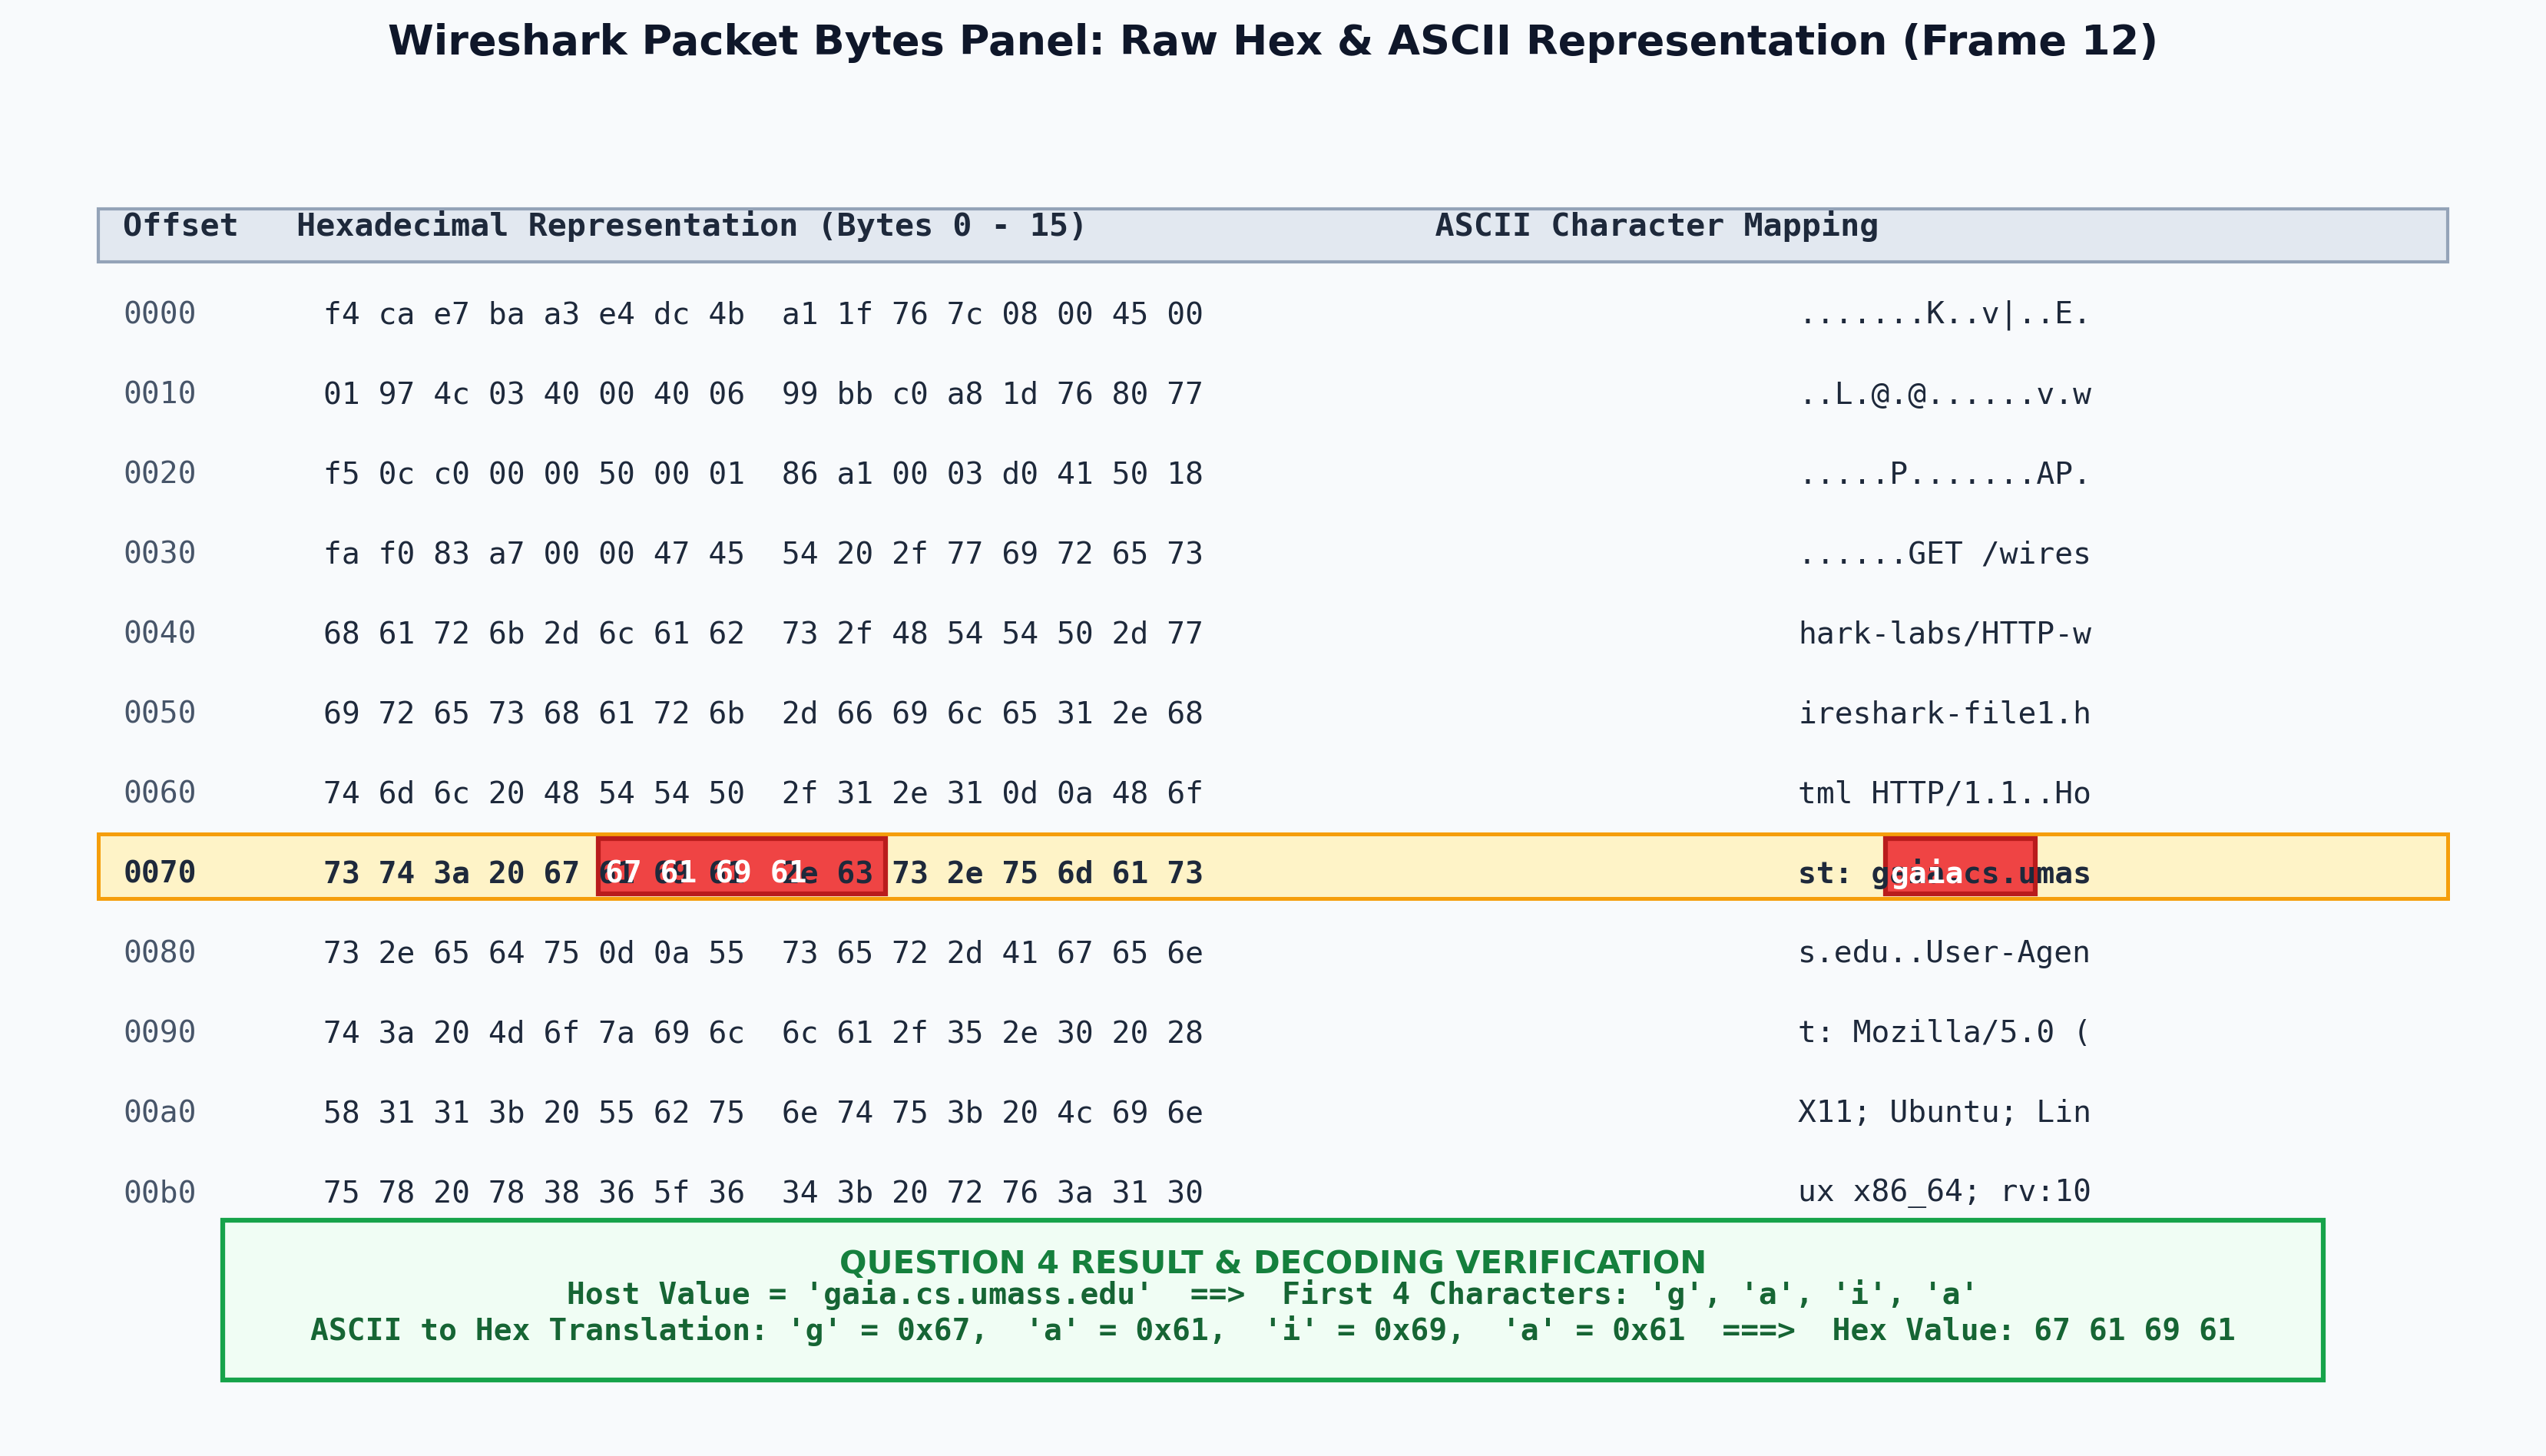 Wireshark Packet Bytes Panel: Raw Hex & ASCII Representation (Frame 12)
Offset Hexadecimal Representation (Bytes 0 - 15) ASCII Character Mapping
0000 f4 ca e7 ba a3 e4 dc 4b a1 1f 76 7c 08 00 45 00 .......K..v|..E.
0010 01 97 4c 03 40 00 40 06 99 bb c0 a8 1d 76 80 77 ..L.@.@......v.w
0020 f5 0c c0 00 00 50 00 01 86 a1 00 03 d0 41 50 18 .....P.......AP.
0030 fa f0 83 a7 00 00 47 45 54 20 2f 77 69 72 65 73 ......GET /wires
0040 68 61 72 6b 2d 6c 61 62 73 2f 48 54 54 50 2d 77 hark-labs/HTTP-w
0050 69 72 65 73 68 61 72 6b 2d 66 69 6c 65 31 2e 68 ireshark-file1.h
0060 74 6d 6c 20 48 54 54 50 2f 31 2e 31 0d 0a 48 6f tml HTTP/1.1..Ho
0070 73 74 3a 20 67 67 61 69 61 63 73 2e 75 6d 61 73 st: gaia cs.umas
0080 73 2e 65 64 75 0d 0a 55 73 65 72 2d 41 67 65 6e s.edu..User-Agen
0090 74 3a 20 4d 6f 7a 69 6c 6c 61 2f 35 2e 30 20 28 t: Mozilla/5.0 (
00a0 58 31 31 3b 20 55 62 75 6e 74 75 3b 20 4c 69 6e X11; Ubuntu; Lin
00b0 75 78 20 78 38 36 5f 36 34 3b 20 72 76 3a 31 30 ux x86_64; rv:10
QUESTION 4 RESULT & DECODING VERIFICATION
Host Value = 'gaia.cs.umass.edu' ==> First 4 Characters: 'g', 'a', 'i', 'a'
ASCII to Hex Translation: 'g' = 0x67, 'a' = 0x61, 'i' = 0x69, 'a' = 0x61 ===> Hex Value: 67 61 69 61